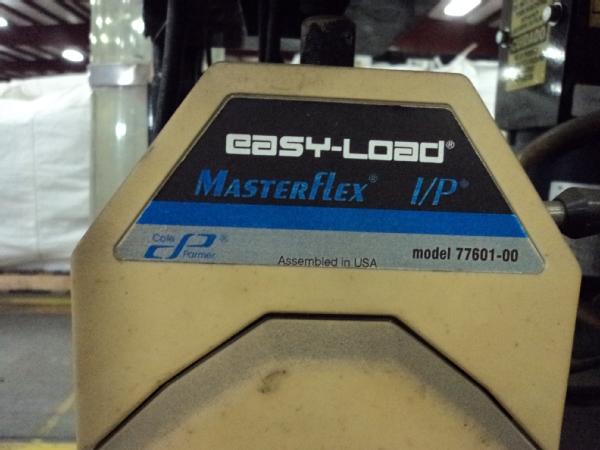 easy-Load®
MASTERFLEX® I/P®
Cole Parmer®
Assembled in USA
model 77601-00